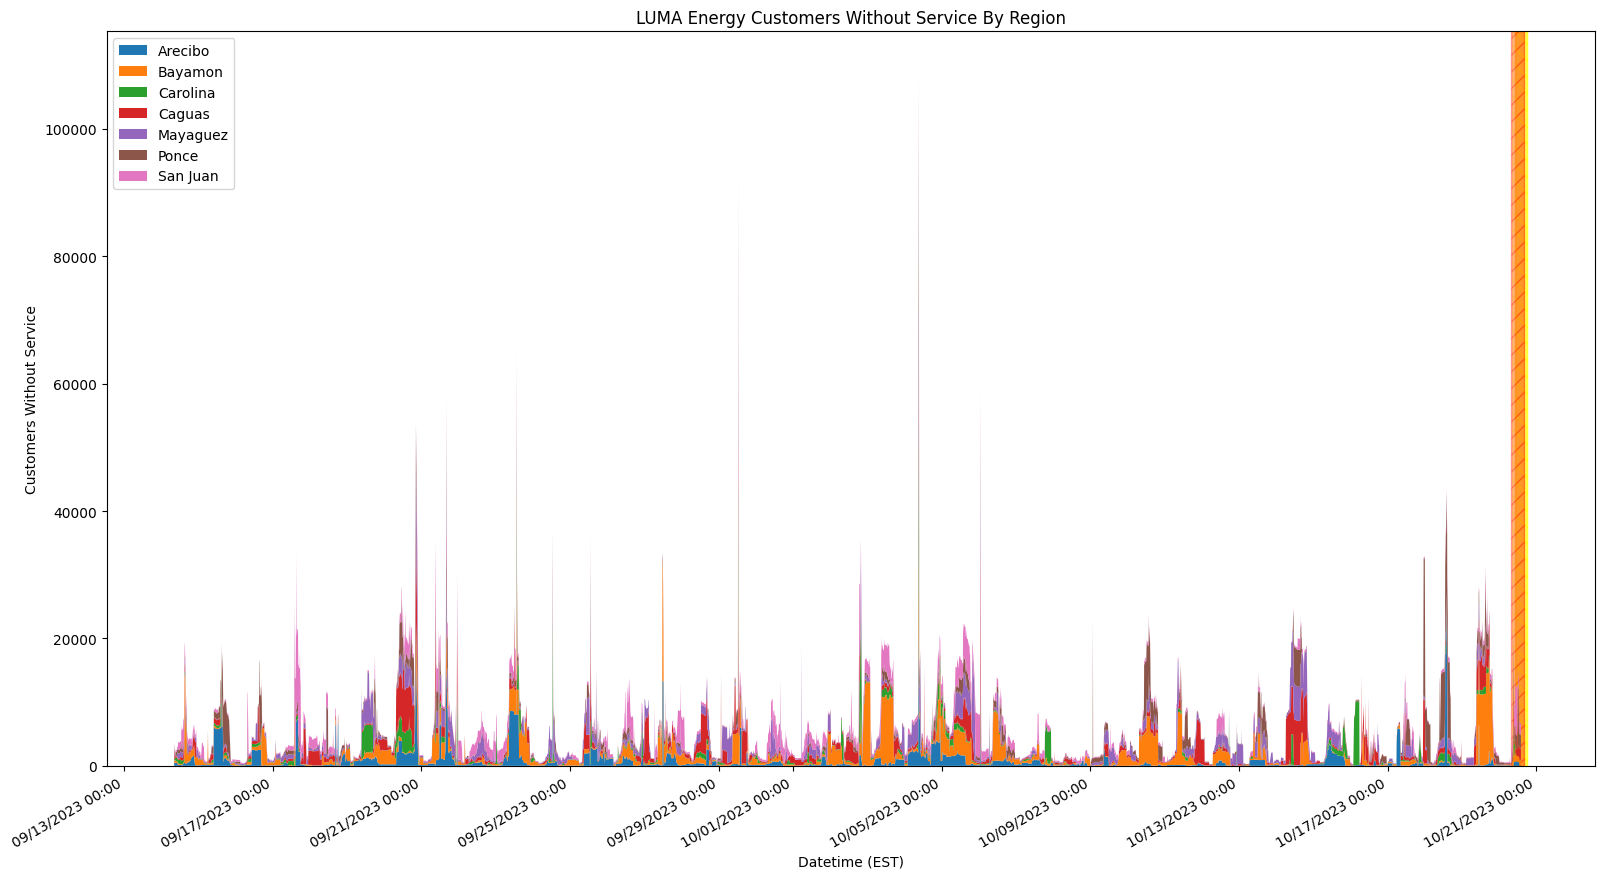 LUMA Energy Customers Without Service By Region
Arecibo
Bayamon
Carolina
Caguas
Mayaguez
Ponce
San Juan
Customers Without Service
100000
80000
60000
40000
20000
0
09/13/2023 00:00
09/17/2023 00:00
09/21/2023 00:00
09/25/2023 00:00
09/29/2023 00:00
10/01/2023 00:00
10/05/2023 00:00
10/09/2023 00:00
10/13/2023 00:00
10/17/2023 00:00
10/21/2023 00:00
Datetime (EST)